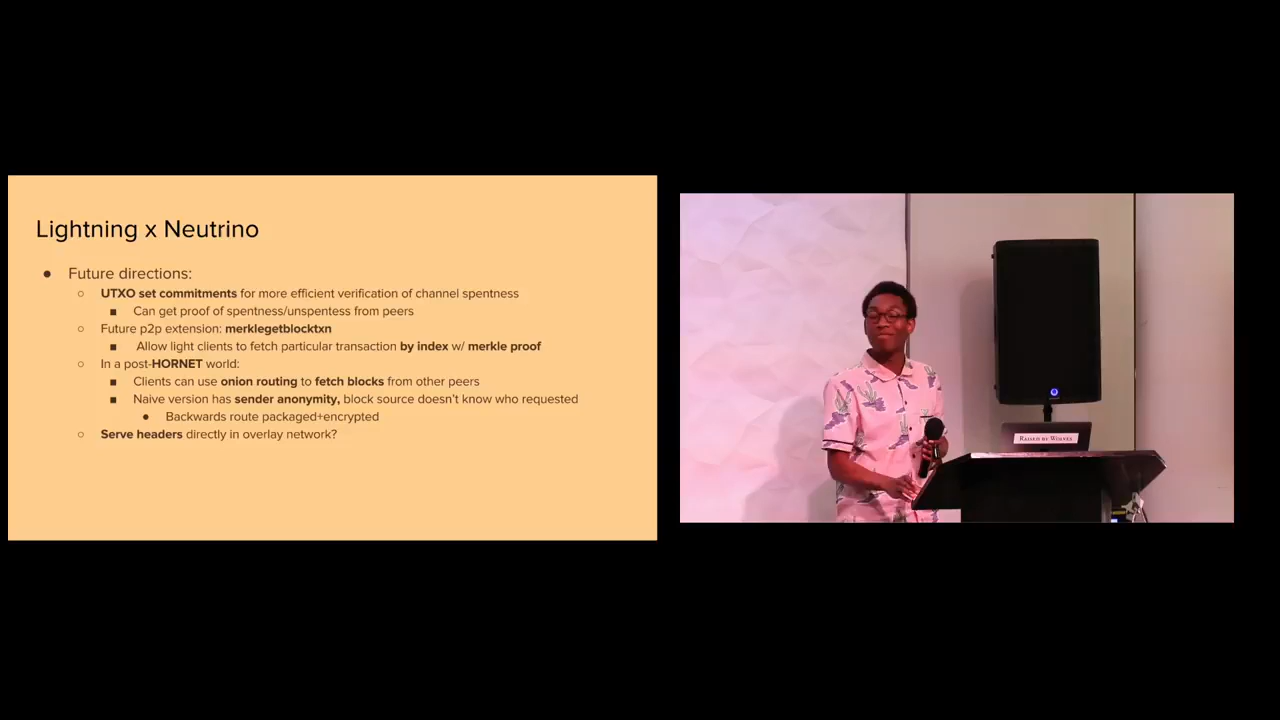 Lightning x Neutrino
● Future directions:
○ UTXO set commitments for more efficient verification of channel spentness
■ Can get proof of spentness/unspentess from peers
○ Future p2p extension: merklegetblocktxn
■ Allow light clients to fetch particular transaction by index w/ merkle proof
○ In a post-HORNET world:
■ Clients can use onion routing to fetch blocks from other peers
■ Naive version has sender anonymity, block source doesn't know who requested
● Backwards route packaged+encrypted
○ Serve headers directly in overlay network?
RAISED BY WOLVES